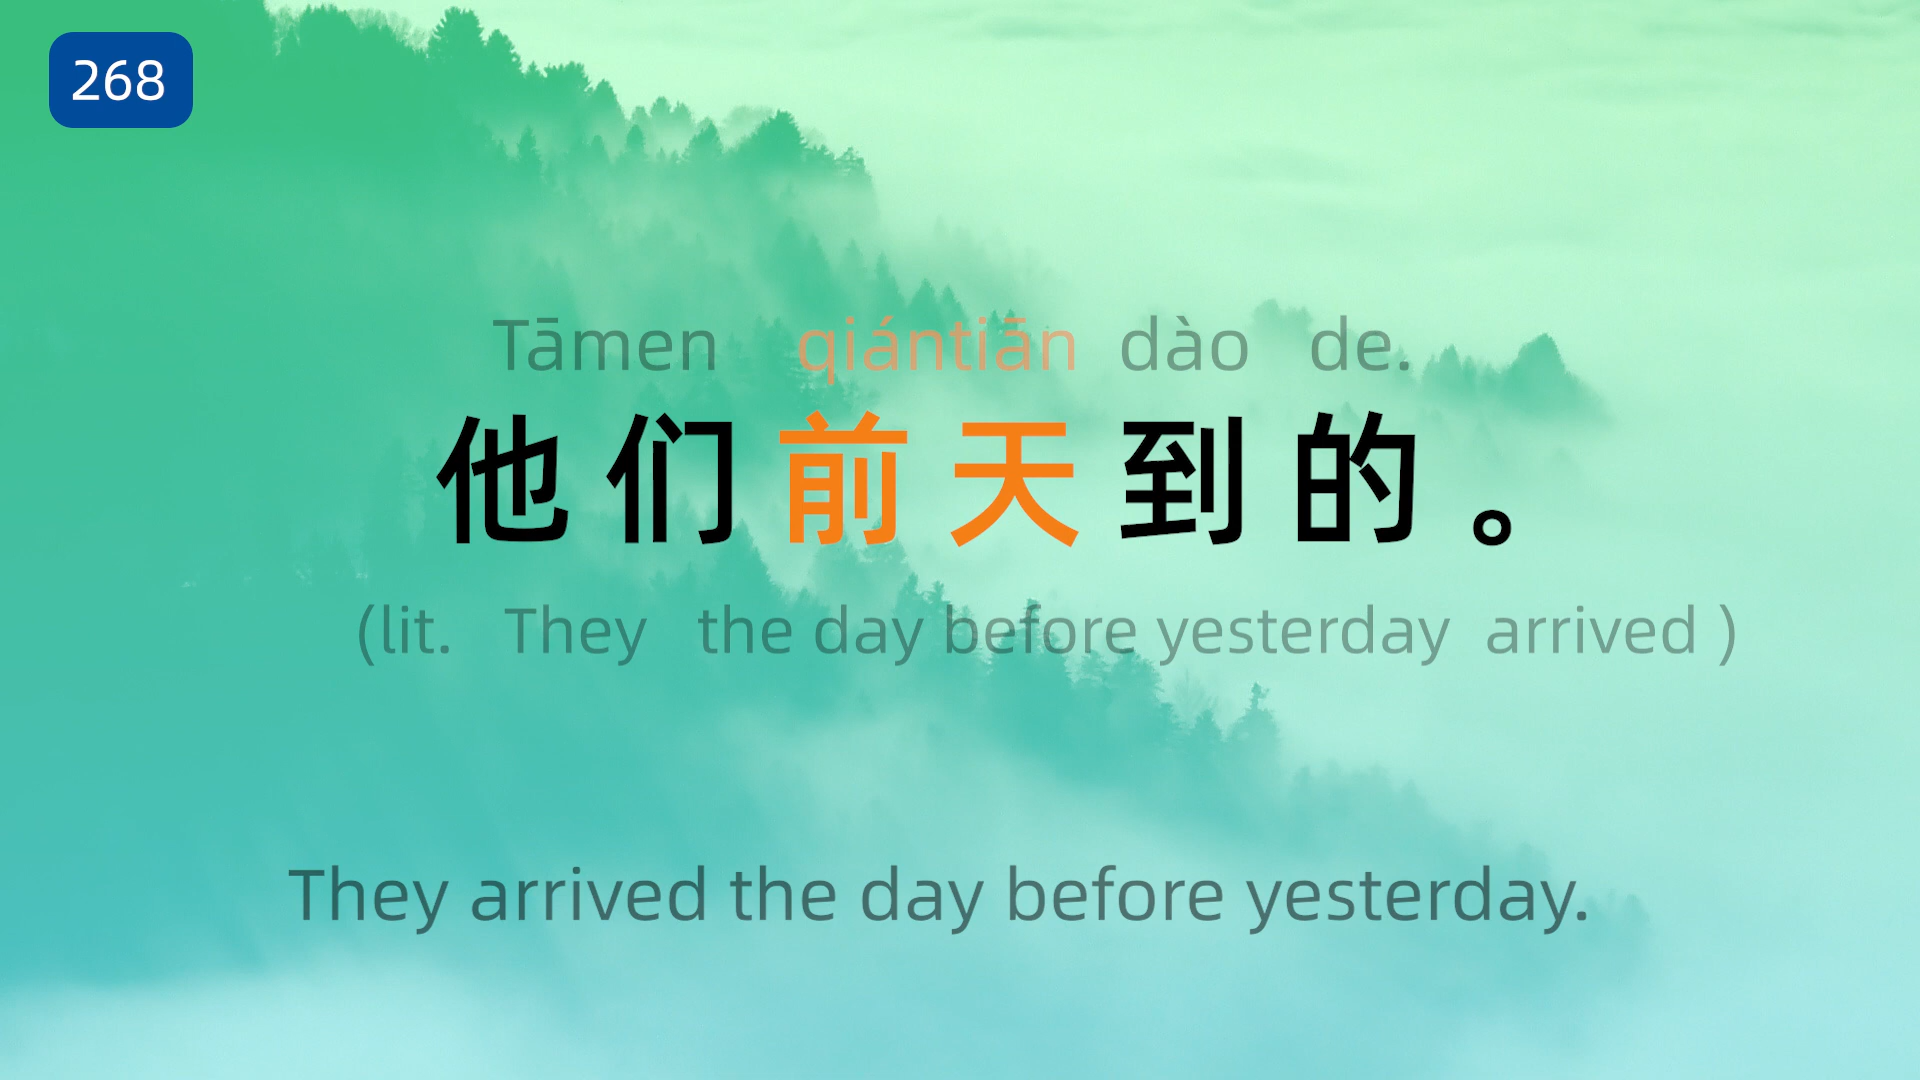 268
Tāmen qiántiān dào de.
他们前天到的。
(lit. They the day before yesterday arrived )
They arrived the day before yesterday.